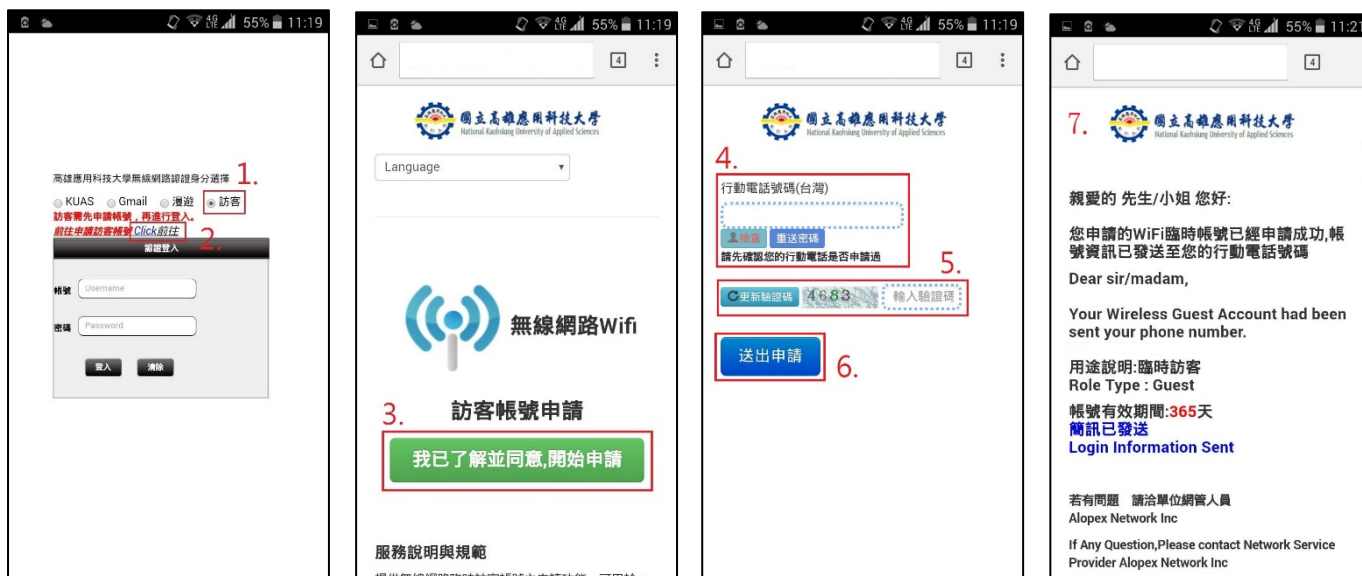 55% 11:19
高雄應用科技大學無線網路認證身分選擇
1.
KUAS Gmail 漫遊 訪客
訪客需先申請帳號，再進行登入。
前往申請訪客帳號 Click前往
2.
認證登入
帳號 Username
密碼 Password
登入 清除
4G LTE 55% 11:19
4
國立高雄應用科技大學
National Kaohsiung University of Applied Sciences
Language
無線網路Wifi
訪客帳號申請
3.
我已了解並同意,開始申請
服務說明與規範
4G LTE 55% 11:19
4
國立高雄應用科技大學
National Kaohsiung University of Applied Sciences
4.
行動電話號碼(台灣)
檢查 重送密碼
請先確認您的行動電話是否申請過
5.
更新驗證碼 4683 輸入驗證碼
送出申請
6.
4G LTE 55% 11:21
4
7.
國立高雄應用科技大學
National Kaohsiung University of Applied Sciences
親愛的 先生/小姐 您好:
您申請的WiFi臨時帳號已經申請成功,帳
號資訊已發送至您的行動電話號碼
Dear sir/madam,
Your Wireless Guest Account had been
sent your phone number.
用途說明:臨時訪客
Role Type : Guest
帳號有效期間:365天
簡訊已發送
Login Information Sent
若有問題 請洽單位網管人員
Alopex Network Inc
If Any Question,Please contact Network Service
Provider Alopex Network Inc